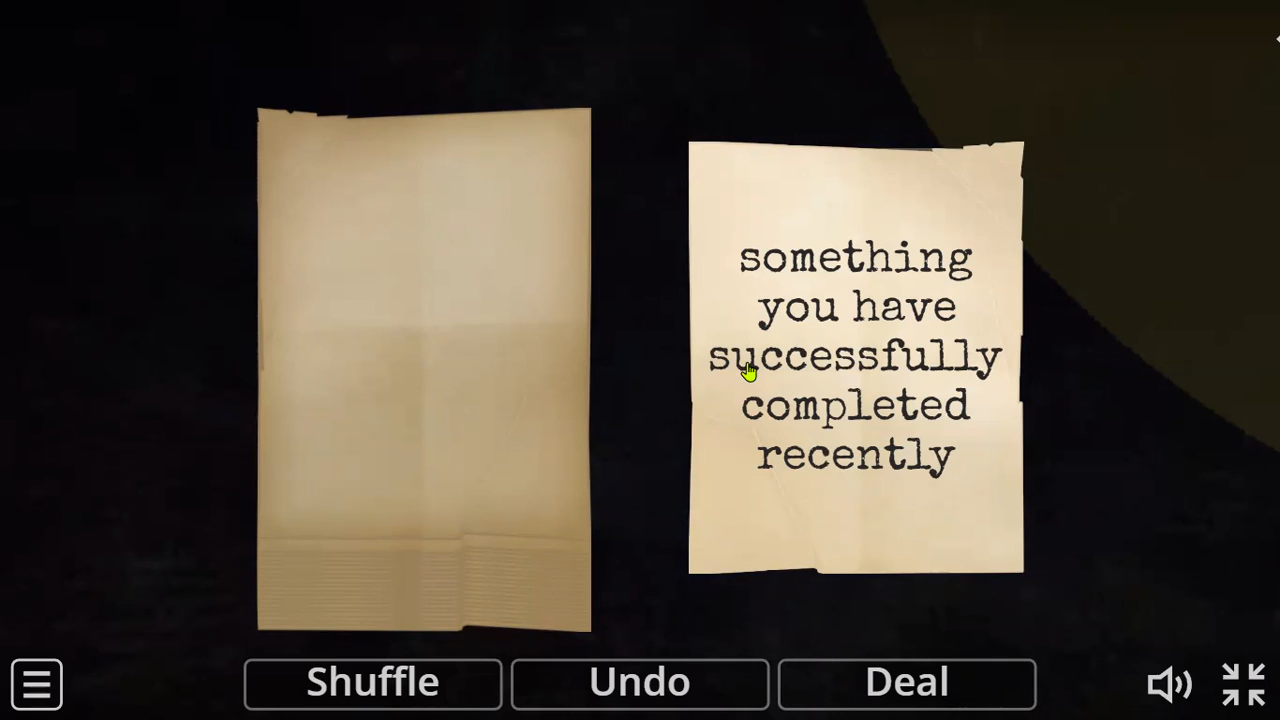 something
you have
successfully
completed
recently
Shuffle
Undo
Deal